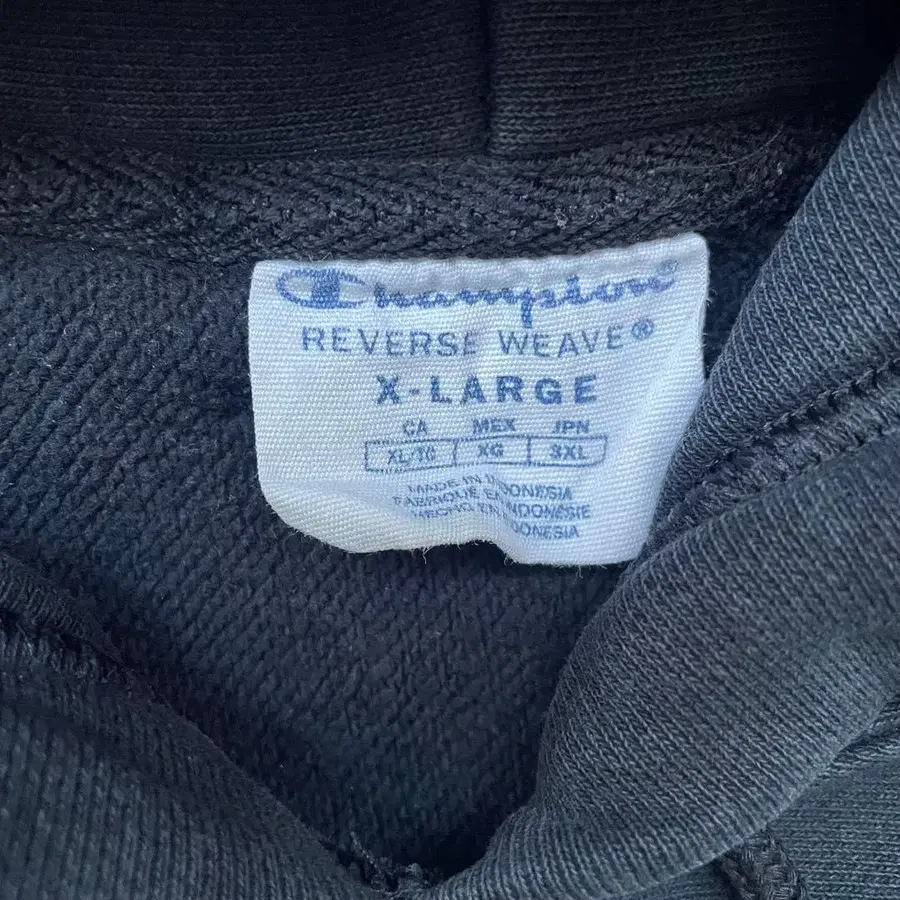 Champion®
REVERSE WEAVE®
X-LARGE
CA MEX JPN
XL/TG XG 3XL
MADE IN INDONESIA
FABRIQUÉ EN INDONESIE
HECHO EN INDONESIA